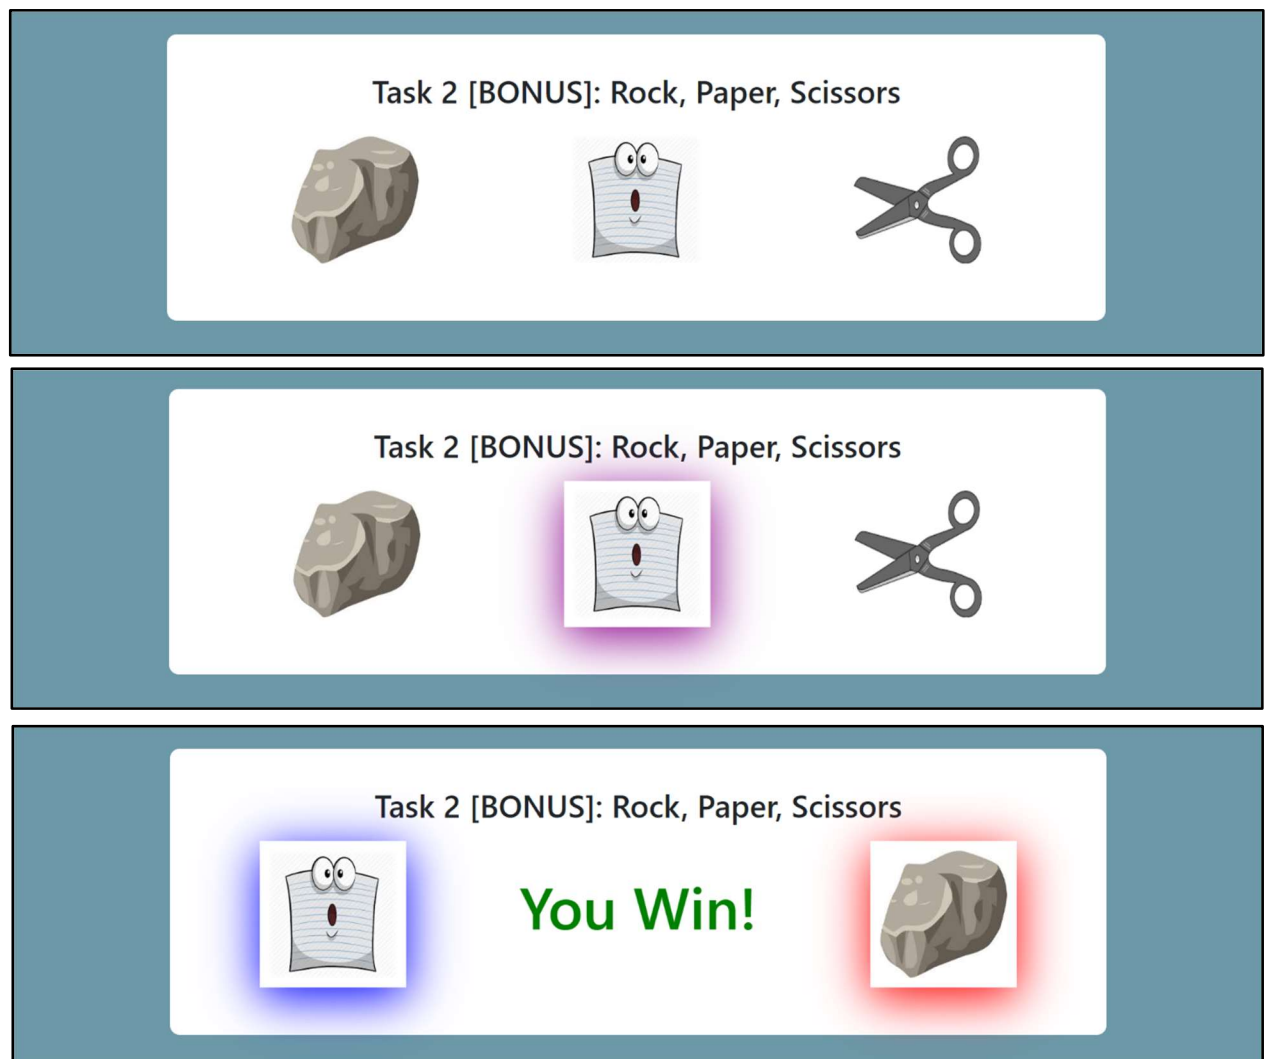 Task 2 [BONUS]: Rock, Paper, Scissors
Task 2 [BONUS]: Rock, Paper, Scissors
Task 2 [BONUS]: Rock, Paper, Scissors
You Win!